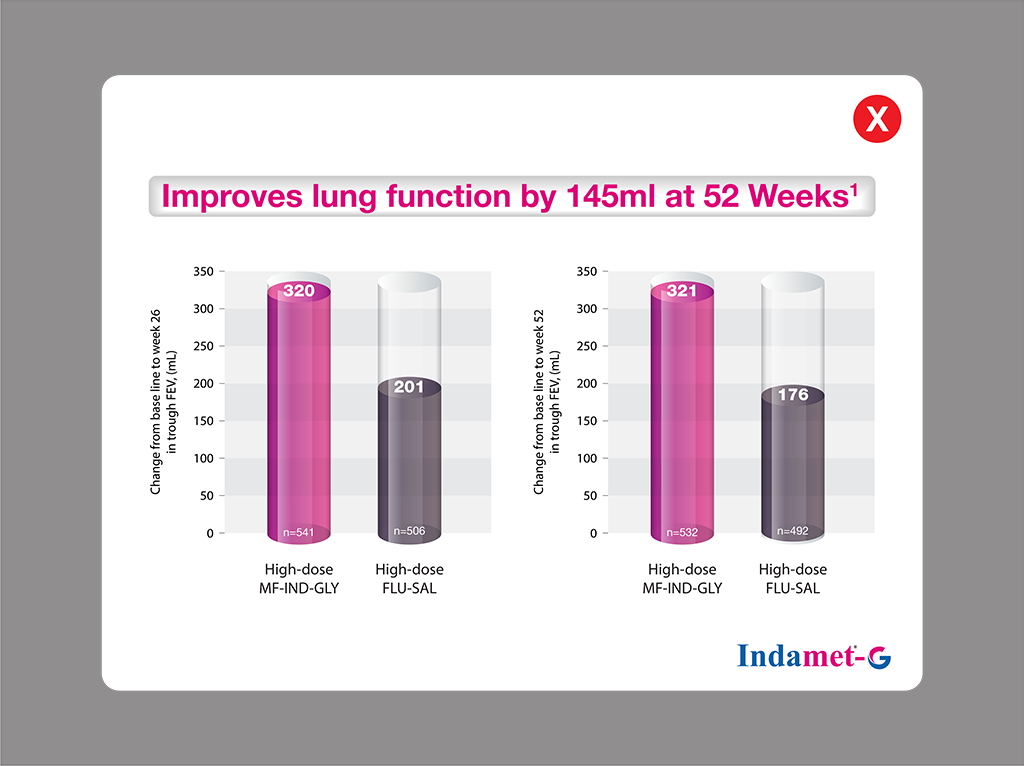 X
Improves lung function by 145ml at 52 Weeks¹
Change from base line to week 26
in trough FEV, (mL)
350
300
250
200
150
100
50
0
320
201
n=541
n=506
High-dose
MF-IND-GLY
High-dose
FLU-SAL
Change from base line to week 52
in trough FEV, (mL)
350
300
250
200
150
100
50
0
321
176
n=532
n=492
High-dose
MF-IND-GLY
High-dose
FLU-SAL
Indamet®-G